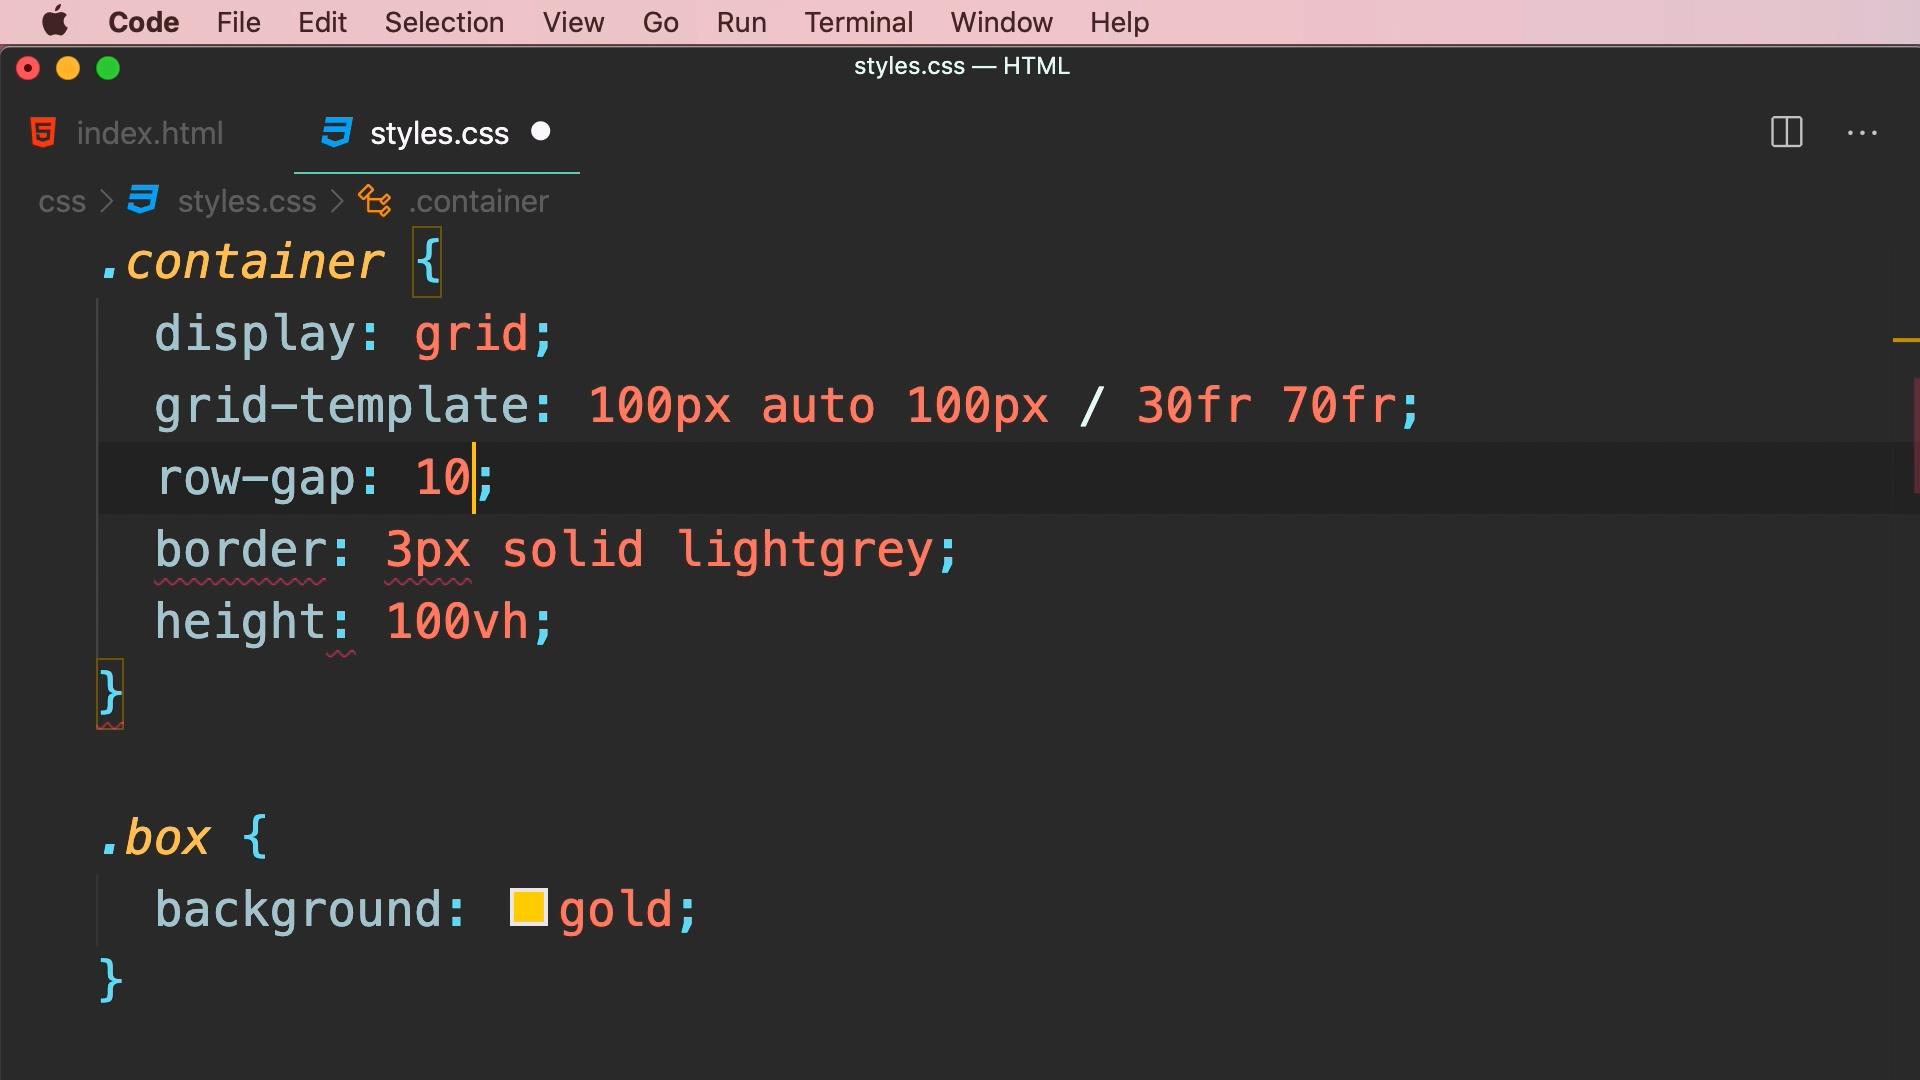 Code File Edit Selection View Go Run Terminal Window Help
styles.css — HTML
index.html styles.css
css > styles.css > .container
.container {
display: grid;
grid-template: 100px auto 100px / 30fr 70fr;
row-gap: 10;
border: 3px solid lightgrey;
height: 100vh;
}
.box {
background: gold;
}